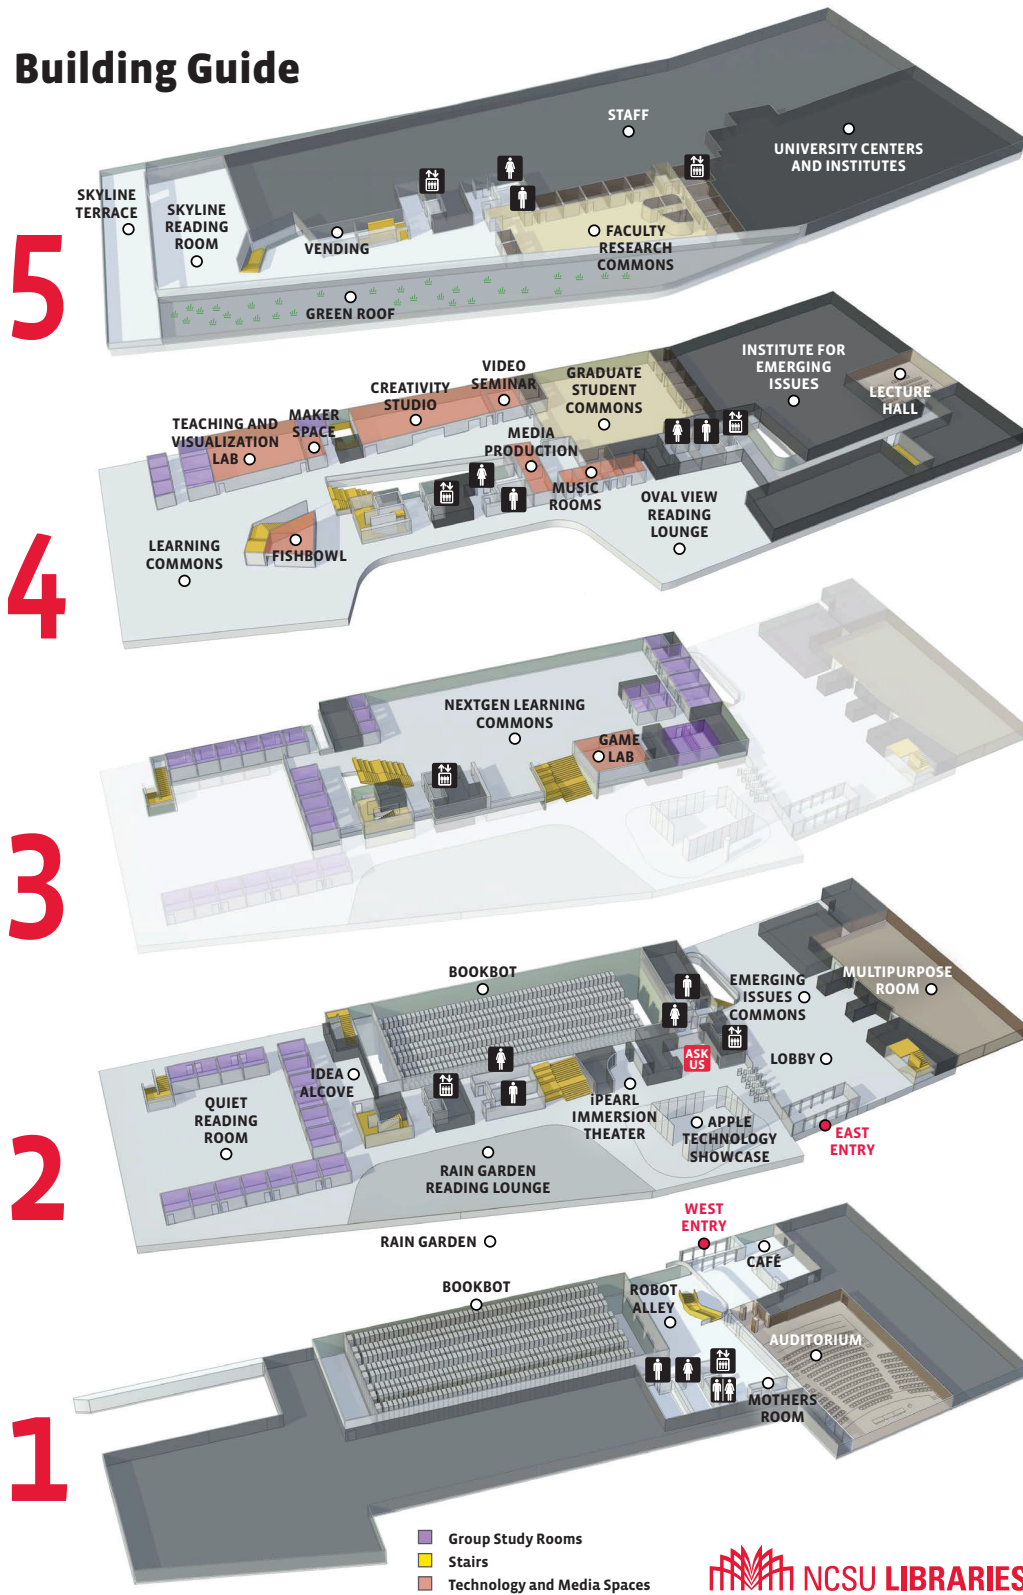 Building Guide
5
STAFF
UNIVERSITY CENTERS
AND INSTITUTES
SKYLINE
TERRACE
SKYLINE
READING
ROOM
VENDING
FACULTY
RESEARCH
COMMONS
GREEN ROOF
4
INSTITUTE FOR
EMERGING
ISSUES
LECTURE
HALL
VIDEO
SEMINAR
GRADUATE
STUDENT
COMMONS
CREATIVITY
STUDIO
MAKER
SPACE
TEACHING AND
VISUALIZATION
LAB
MEDIA
PRODUCTION
MUSIC
ROOMS
OVAL VIEW
READING
LOUNGE
LEARNING
COMMONS
FISHBOWL
3
NEXTGEN LEARNING
COMMONS
GAME
LAB
2
BOOKBOT
EMERGING
ISSUES
COMMONS
MULTIPURPOSE
ROOM
ASK
US
LOBBY
IDEA
ALCOVE
QUIET
READING
ROOM
iPEARL
IMMERSION
THEATER
APPLE
TECHNOLOGY
SHOWCASE
EAST
ENTRY
RAIN GARDEN
READING LOUNGE
RAIN GARDEN
1
WEST
ENTRY
CAFÉ
BOOKBOT
ROBOT
ALLEY
AUDITORIUM
MOTHERS
ROOM
Group Study Rooms
Stairs
Technology and Media Spaces
NCSU LIBRARIES